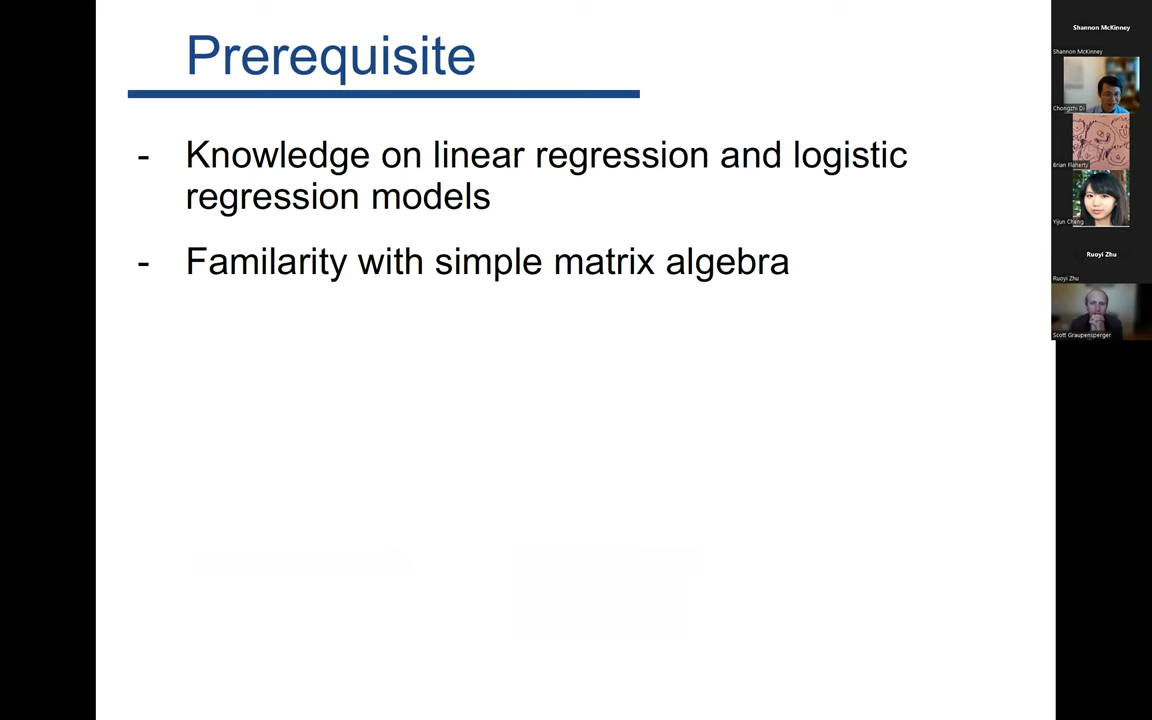 Prerequisite
- Knowledge on linear regression and logistic
regression models
- Familarity with simple matrix algebra
Shannon McKinney
Shannon McKinney
Chongzhi Di
Brian Flaherty
Yijun Cheng
Ruoyi Zhu
Ruoyi Zhu
Scott Graupensperger